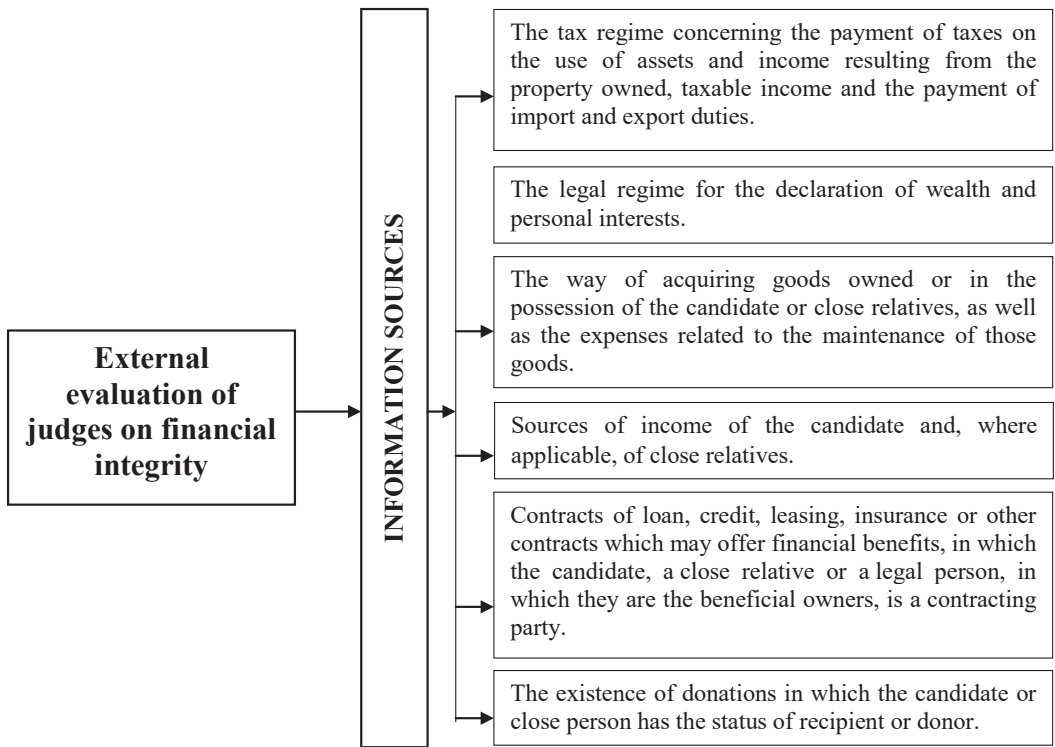 External
evaluation of
judges on financial
integrity
INFORMATION SOURCES
The tax regime concerning the payment of taxes on
the use of assets and income resulting from the
property owned, taxable income and the payment of
import and export duties.
The legal regime for the declaration of wealth and
personal interests.
The way of acquiring goods owned or in the
possession of the candidate or close relatives, as well
as the expenses related to the maintenance of those
goods.
Sources of income of the candidate and, where
applicable, of close relatives.
Contracts of loan, credit, leasing, insurance or other
contracts which may offer financial benefits, in which
the candidate, a close relative or a legal person, in
which they are the beneficial owners, is a contracting
party.
The existence of donations in which the candidate or
close person has the status of recipient or donor.